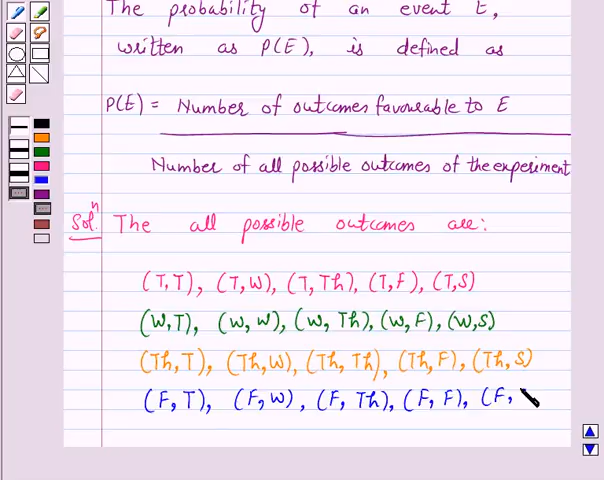 The probability of an event E,
written as P(E), is defined as
P(E) = Number of outcomes favourable to E
Number of all possible outcomes of the experiment
Solⁿ. The all possible outcomes are:
(T,T), (T,W), (T,Th), (T,F), (T,S)
(W,T), (W,W), (W,Th), (W,F), (W,S)
(Th,T), (Th,W), (Th,Th), (Th,F), (Th,S)
(F,T), (F,W), (F,Th), (F,F), (F,